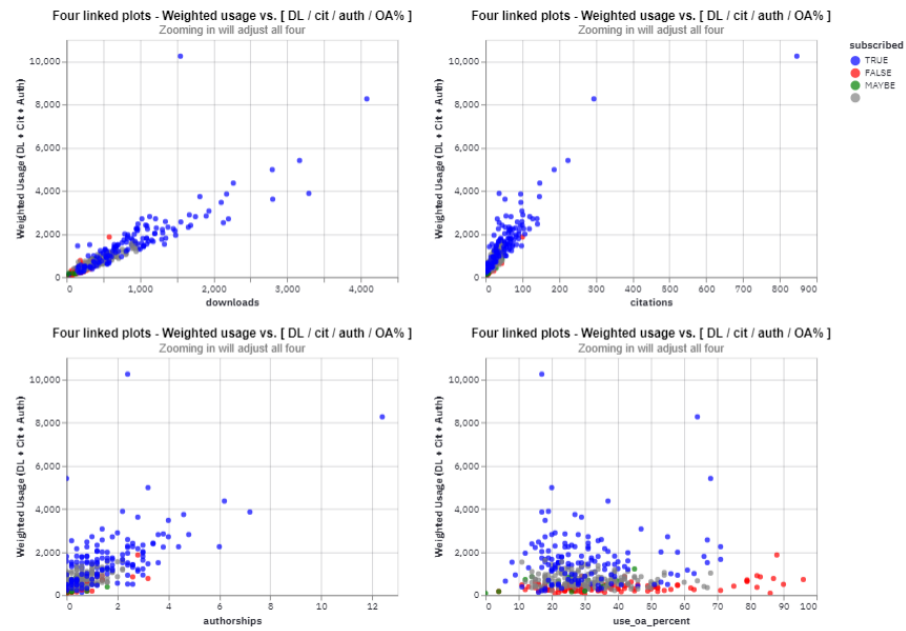 Four linked plots - Weighted usage vs. [ DL / cit / auth / OA% ]
Zooming in will adjust all four
Weighted Usage (DL + Cit + Auth)
10,000
8,000
6,000
4,000
2,000
0
0 1,000 2,000 3,000 4,000
downloads
Four linked plots - Weighted usage vs. [ DL / cit / auth / OA% ]
Zooming in will adjust all four
Weighted Usage (DL + Cit + Auth)
10,000
8,000
6,000
4,000
2,000
0
0 100 200 300 400 500 600 700 800 900
citations
subscribed
TRUE
FALSE
MAYBE
Four linked plots - Weighted usage vs. [ DL / cit / auth / OA% ]
Zooming in will adjust all four
Weighted Usage (DL + Cit + Auth)
10,000
8,000
6,000
4,000
2,000
0
0 2 4 6 8 10 12
authorships
Four linked plots - Weighted usage vs. [ DL / cit / auth / OA% ]
Zooming in will adjust all four
Weighted Usage (DL + Cit + Auth)
10,000
8,000
6,000
4,000
2,000
0
0 10 20 30 40 50 60 70 80 90 100
use_oa_percent